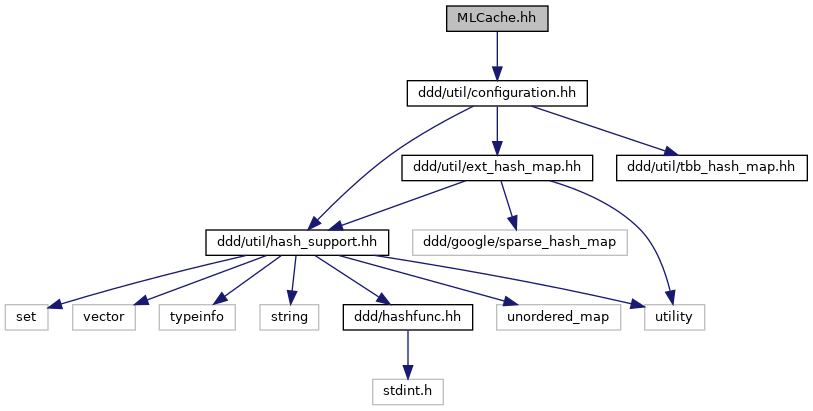 MLCache.hh
ddd/util/configuration.hh
ddd/util/ext_hash_map.hh
ddd/util/tbb_hash_map.hh
ddd/util/hash_support.hh
ddd/google/sparse_hash_map
set
vector
typeinfo
string
ddd/hashfunc.hh
unordered_map
utility
stdint.h